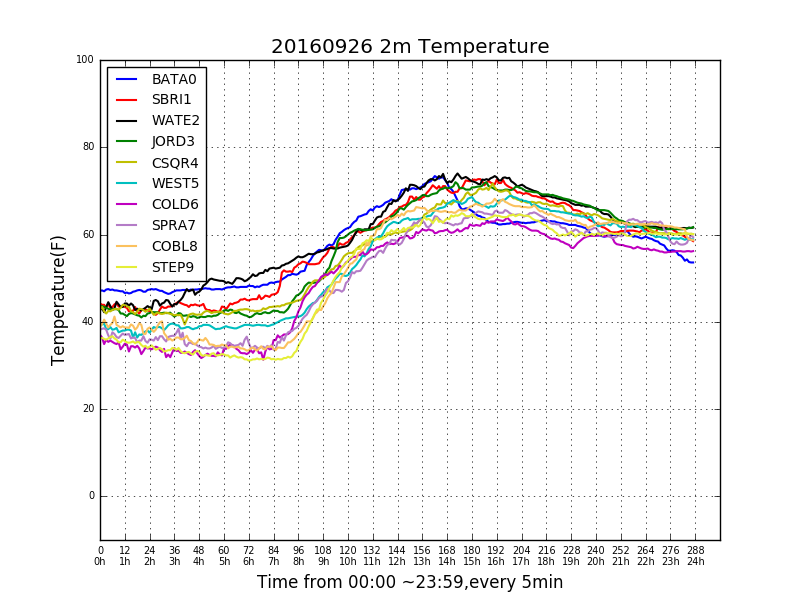 20160926 2m Temperature
100
80
60
40
20
0
Temperature(F)
BATA0
SBRI1
WATE2
JORD3
CSQR4
WEST5
COLD6
SPRA7
COBL8
STEP9
0 12 24 36 48 60 72 84 96 108 120 132 144 156 168 180 192 204 216 228 240 252 264 276 288
0h 1h 2h 3h 4h 5h 6h 7h 8h 9h 10h 11h 12h 13h 14h 15h 16h 17h 18h 19h 20h 21h 22h 23h 24h
Time from 00:00 ~23:59,every 5min